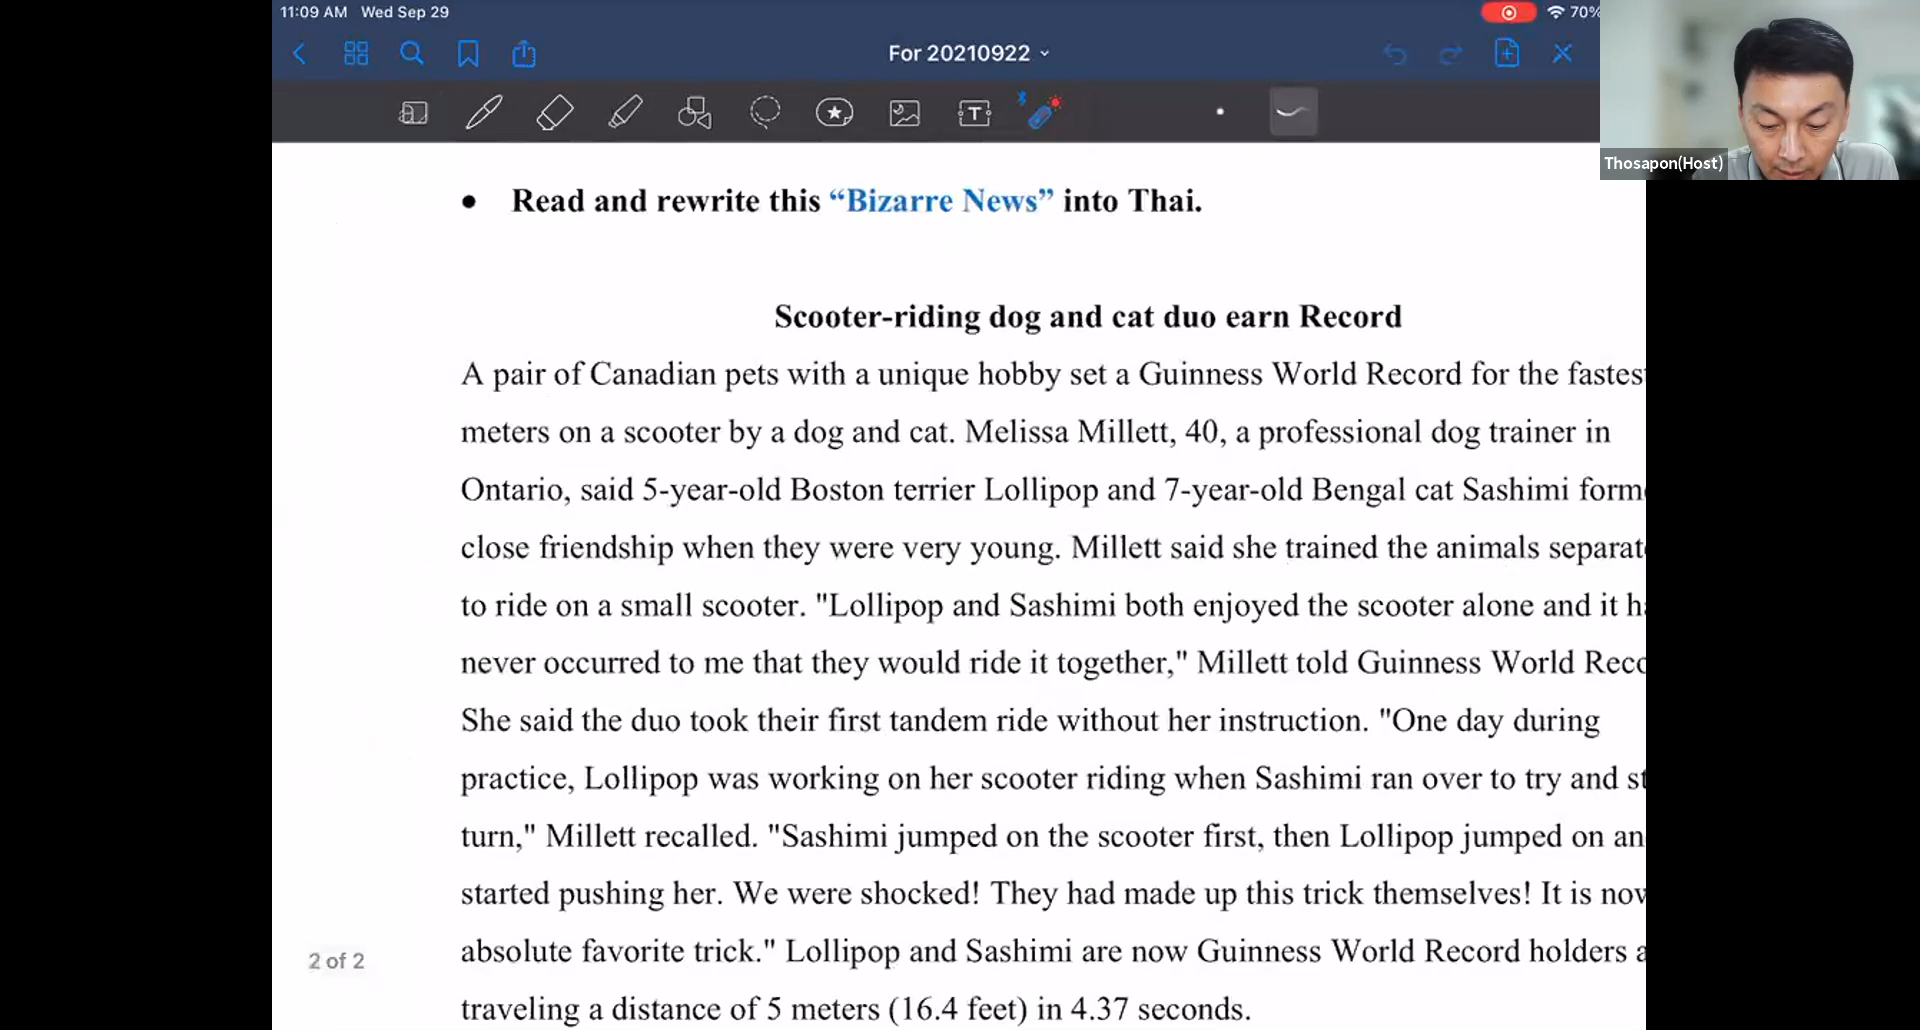 11:09 AM Wed Sep 29
70%
For 20210922
T
Thosapon(Host)
• Read and rewrite this “Bizarre News” into Thai.
Scooter-riding dog and cat duo earn Record
A pair of Canadian pets with a unique hobby set a Guinness World Record for the
meters on a scooter by a dog and cat. Melissa Millett, 40, a professional dog trainer in
Ontario, said 5-year-old Boston terrier Lollipop and 7-year-old Bengal cat Sashimi
close friendship when they were very young. Millett said she trained the animals
to ride on a small scooter. "Lollipop and Sashimi both enjoyed the scooter alone and it
never occurred to me that they would ride it together," Millett told Guinness World
She said the duo took their first tandem ride without her instruction. "One day during
practice, Lollipop was working on her scooter riding when Sashimi ran over to try and
turn," Millett recalled. "Sashimi jumped on the scooter first, then Lollipop jumped on
started pushing her. We were shocked! They had made up this trick themselves! It is
absolute favorite trick." Lollipop and Sashimi are now Guinness World Record holders
traveling a distance of 5 meters (16.4 feet) in 4.37 seconds.
2 of 2